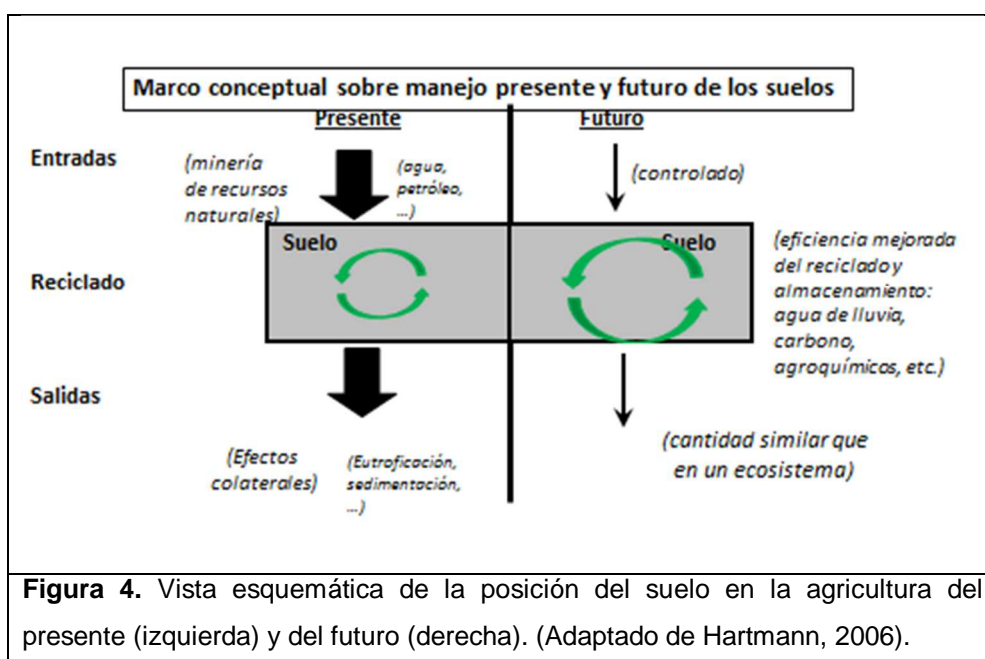 Marco conceptual sobre manejo presente y futuro de los suelos
Presente
Futuro
Entradas
(minería
de recursos
naturales)
(agua,
petróleo,
...)
(controlado)
Suelo
Suelo
Reciclado
(eficiencia mejorada
del reciclado y
almacenamiento:
agua de lluvia,
carbono,
agroquímicos, etc.)
Salidas
(Efectos
colaterales)
(Eutroficación,
sedimentación,
...)
(cantidad similar que
en un ecosistema)
Figura 4. Vista esquemática de la posición del suelo en la agricultura del
presente (izquierda) y del futuro (derecha). (Adaptado de Hartmann, 2006).